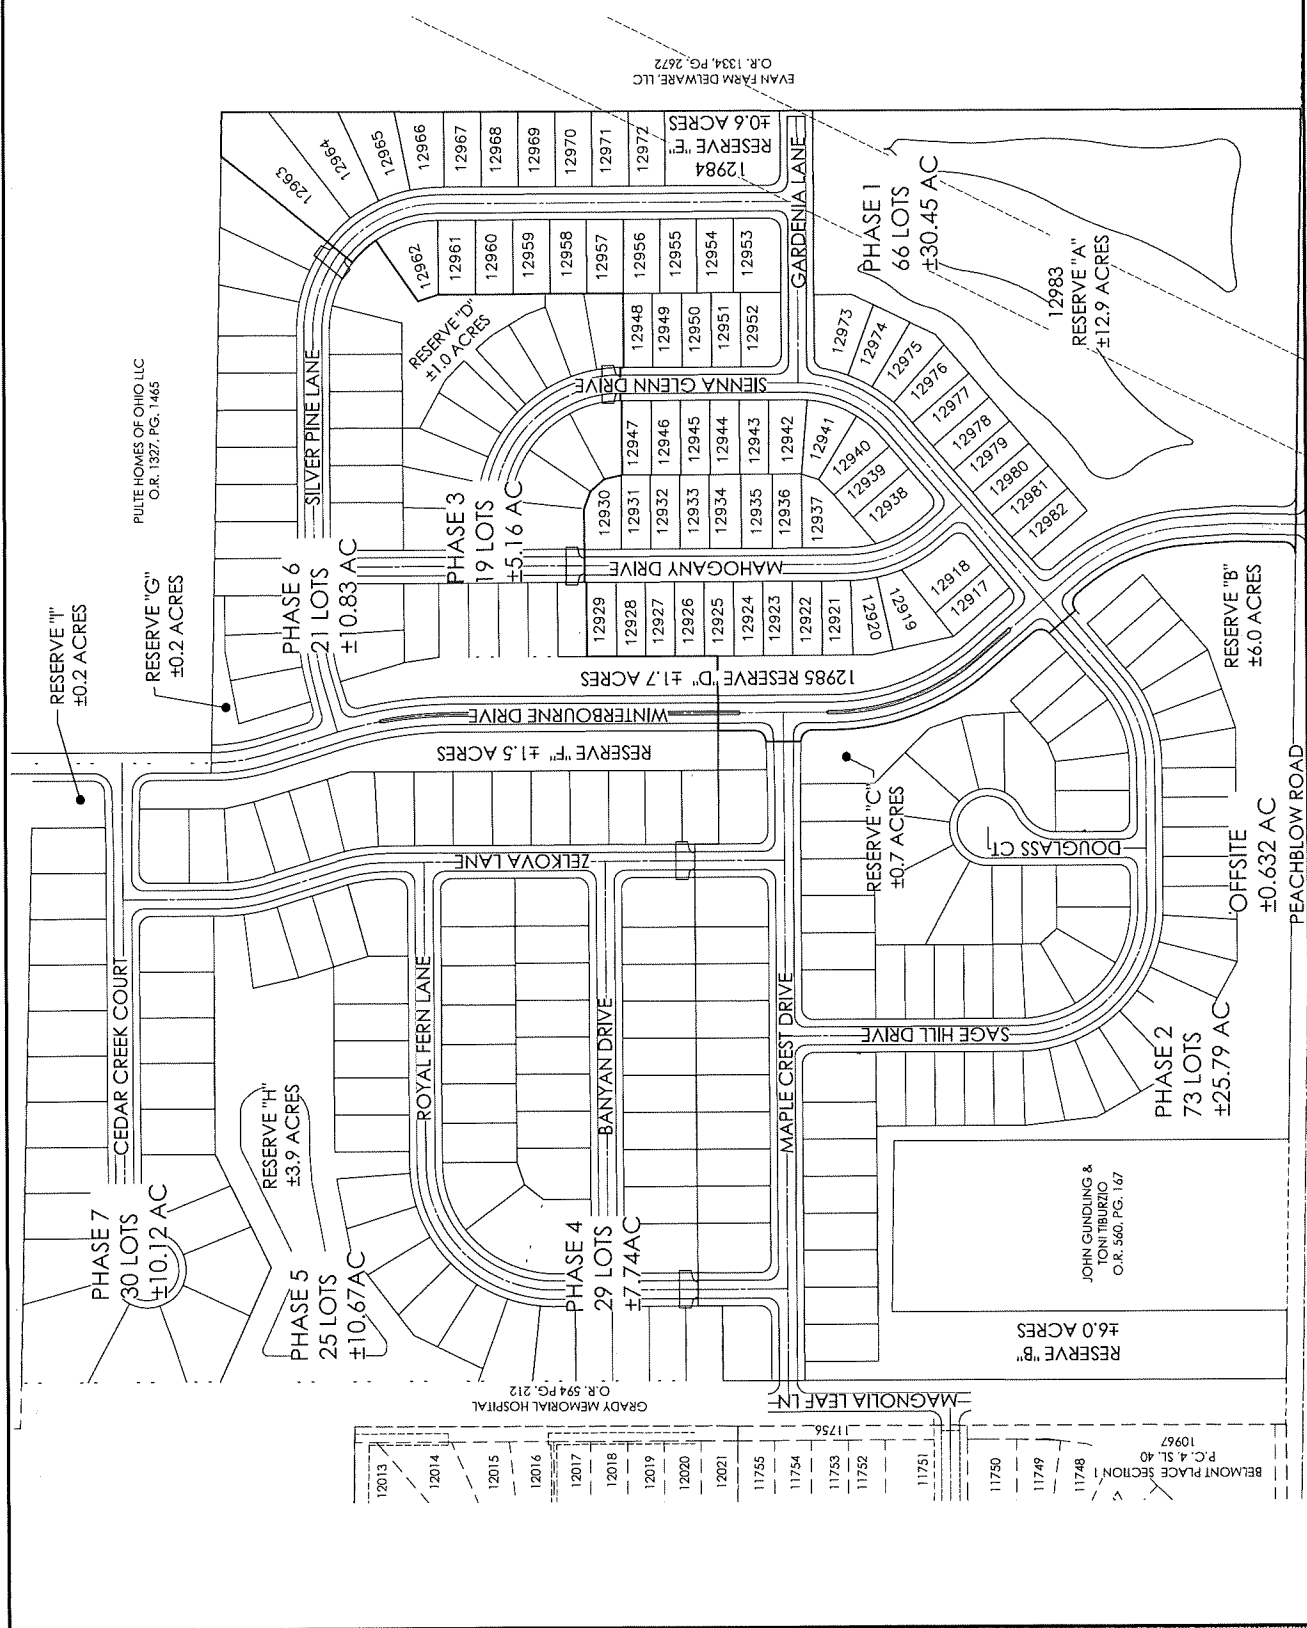 EVAN FARM DELAWARE, LLC
O.R. 1334, PG. 2672
PULTE HOMES OF OHIO LLC
O.R. 1327, PG. 1465
12963
12964
12965
12966
12967
12968
12969
12970
12971
12972
12984
RESERVE "E"
±0.6 ACRES
12962
12961
12960
12959
12958
12957
12956
12955
12954
12953
GARDENIA LANE
PHASE 1
66 LOTS
±30.45 AC
12983
RESERVE "A"
±12.9 ACRES
SILVER PINE LANE
RESERVE "D"
±1.0 ACRES
12948
12949
12950
12951
12952
SIENNA GLENN DRIVE
12973
12974
12975
12976
12977
12978
12979
12980
12981
12982
12947
12946
12945
12944
12943
12942
12941
12940
12939
12938
12930
12931
12932
12933
12934
12935
12936
12937
PHASE 3
19 LOTS
±5.16 AC
MAHOGANY DRIVE
PHASE 6
21 LOTS
±10.83 AC
12929
12928
12927
12926
12925
12924
12923
12922
12921
12920
12919
12918
12917
RESERVE "I"
±0.2 ACRES
RESERVE "G"
±0.2 ACRES
12985 RESERVE "D" ±1.7 ACRES
WINTERBOURNE DRIVE
RESERVE "F" ±1.5 ACRES
RESERVE "B"
±6.0 ACRES
RESERVE "C"
±0.7 ACRES
ZELKOVA LANE
DOUGLASS CT
OFFSITE
±0.632 AC
PEACHBLOW ROAD
CEDAR CREEK COURT
ROYAL FERN LANE
BANYAN DRIVE
MAPLE CREST DRIVE
SAGE HILL DRIVE
PHASE 2
73 LOTS
±25.79 AC
RESERVE "H"
±3.9 ACRES
PHASE 7
30 LOTS
±10.12 AC
PHASE 5
25 LOTS
±10.67AC
PHASE 4
29 LOTS
±7.74AC
JOHN GUNDLING &
TONI TIBURZIO
O.R. 560, PG. 167
RESERVE "B"
±6.0 ACRES
GRADY MEMORIAL HOSPITAL
O.R. 594 PG. 212
MAGNOLIA LEAF LN
12013
12014
12015
12016
12017
12018
12019
12020
12021
11756
11755
11754
11753
11752
11751
11750
11749
11748
BELMONT PLACE SECTION 1
P.C. 4, SL. 40
10967